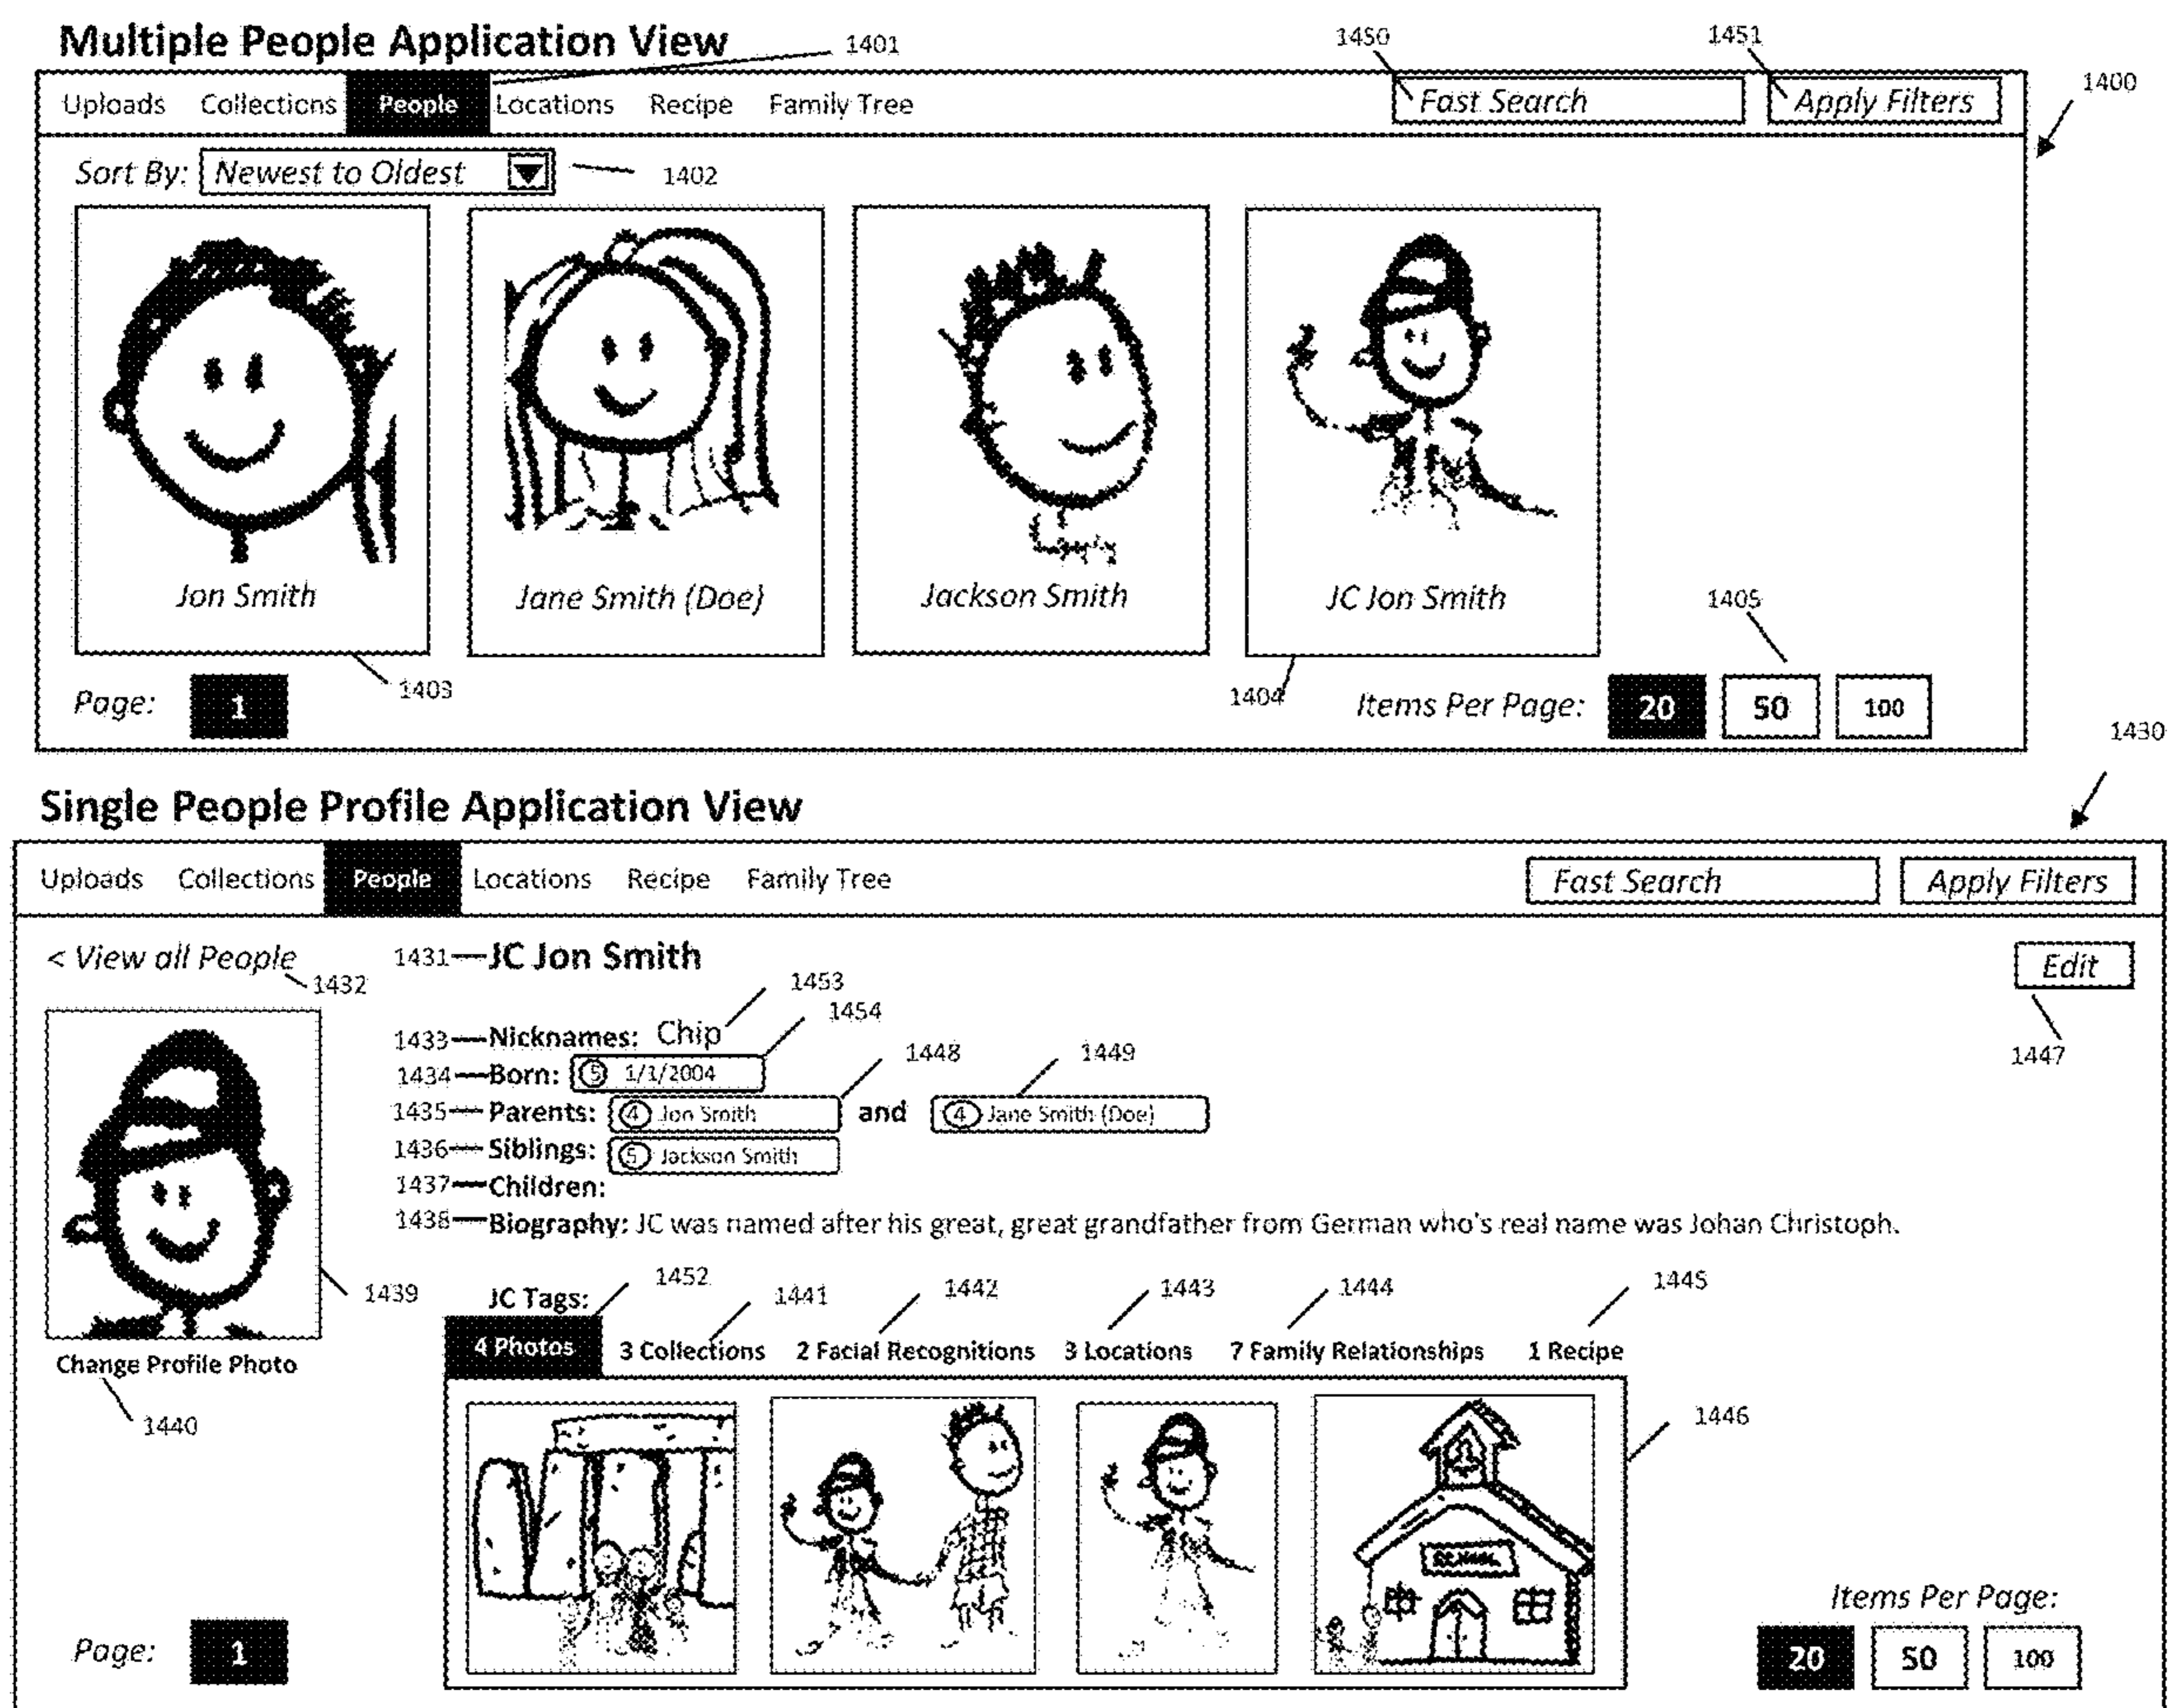 Multiple People Application View
1401
1450
1451
1400
Uploads Collections People Locations Recipe Family Tree Fast Search Apply Filters
Sort By: Newest to Oldest
1402
Jon Smith
Jane Smith (Doe)
Jackson Smith
JC Jon Smith
1405
1403
1404
Page: 1
Items Per Page: 20 50 100
1430
Single People Profile Application View
Uploads Collections People Locations Recipe Family Tree Fast Search Apply Filters
< View all People
1432
1431 JC Jon Smith
Edit
1447
1453
1454
1433 Nicknames: Chip
1448
1449
1434 Born: 5 1/1/2004
1435 Parents: 4 Jon Smith and 4 Jane Smith (Doe)
1436 Siblings: 5 Jackson Smith
1437 Children:
1438 Biography: JC was named after his great, great grandfather from German who's real name was Johan Christoph.
1439
Change Profile Photo
1440
JC Tags:
1452
1441
1442
1443
1444
1445
4 Photos 3 Collections 2 Facial Recognitions 3 Locations 7 Family Relationships 1 Recipe
1446
SCHOOL
Page: 1
Items Per Page:
20 50 100